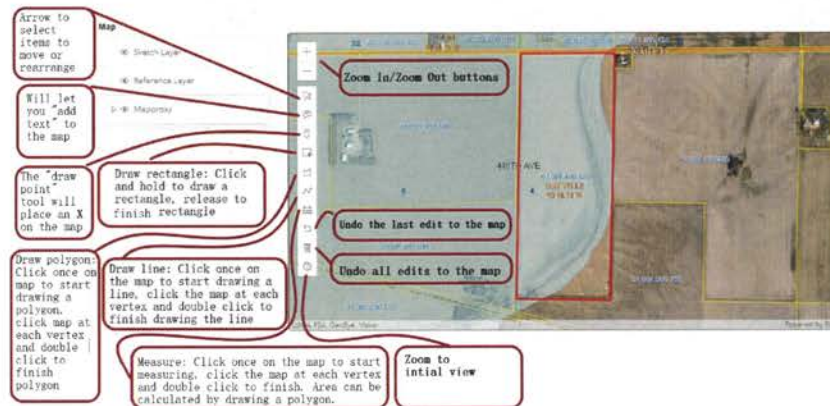 Arrow to
select
items to
move or
rearrange
Map
Sketch Layer
Reference Layer
Will let
you "add
text" to
the map
The "draw
point"
tool will
place an X
on the map
Draw rectangle: Click
and hold to draw a
rectangle, release to
finish rectangle
Zoom In/Zoom Out buttons
Undo the last edit to the map
Undo all edits to the map
Draw polygon:
Click once on
map to start
drawing a
polygon,
click map at
each vertex
and double
click to
finish
polygon
Draw line: Click once on
the map to start drawing a
line, click the map at each
vertex and double click to
finish drawing the line
Measure: Click once on the map to start
measuring, click the map at each vertex
and double click to finish. Area can be
calculated by drawing a polygon.
Zoom to
intial view